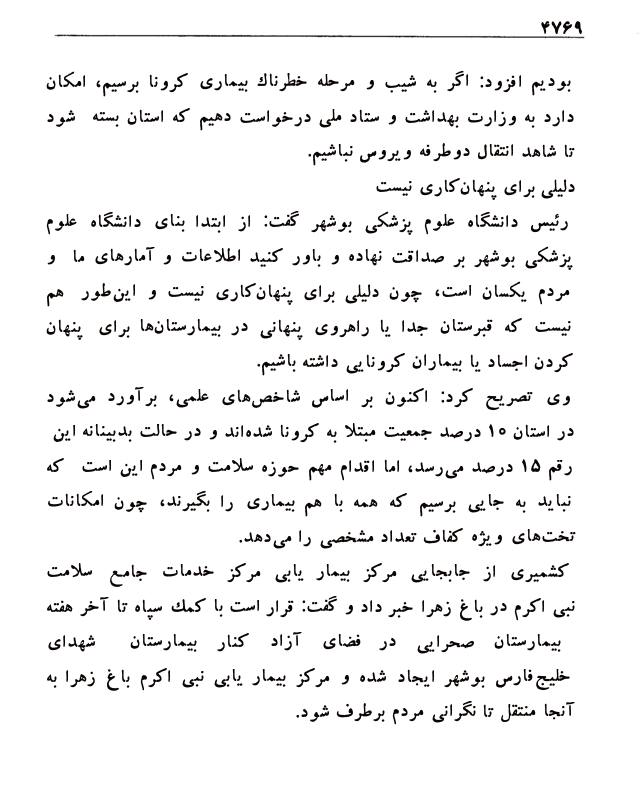 ۴۷۶۹
بودیم افزود: اگر به شیب و مرحله خطرناك بیماری کرونا برسیم، امکان
دارد به وزارت بهداشت و ستاد ملی درخواست دهیم که استان بسته شود
تا شاهد انتقال دوطرفه ویروس نباشیم.
دلیلی برای پنهان‌کاری نیست
رئیس دانشگاه علوم پزشکی بوشهر گفت: از ابتدا بنای دانشگاه علوم
پزشکی بوشهر بر صداقت نهاده و باور کنید اطلاعات و آمارهای ما و
مردم یکسان است، چون دلیلی برای پنهان‌کاری نیست و این‌طور هم
نیست که قبرستان جدا یا راهروی پنهانی در بیمارستان‌ها برای پنهان
کردن اجساد یا بیماران کرونایی داشته باشیم.
وی تصریح کرد: اکنون بر اساس شاخص‌های علمی، برآورد می‌شود
در استان ۱۰ درصد جمعیت مبتلا به کرونا شده‌اند و در حالت بدبینانه این
رقم ۱۵ درصد می‌رسد، اما اقدام مهم حوزه سلامت و مردم این است که
نباید به جایی برسیم که همه با هم بیماری را بگیرند، چون امکانات
تخت‌های ویژه کفاف تعداد مشخصی را می‌دهد.
کشمیری از جابجایی مرکز بیمار یابی مرکز خدمات جامع سلامت
نبی اکرم در باغ زهرا خبر داد و گفت: قرار است با کمك سپاه تا آخر هفته
بیمارستان صحرایی در فضای آزاد کنار بیمارستان شهدای
خلیج‌فارس بوشهر ایجاد شده و مرکز بیمار یابی نبی اکرم باغ زهرا به
آنجا منتقل تا نگرانی مردم برطرف شود.